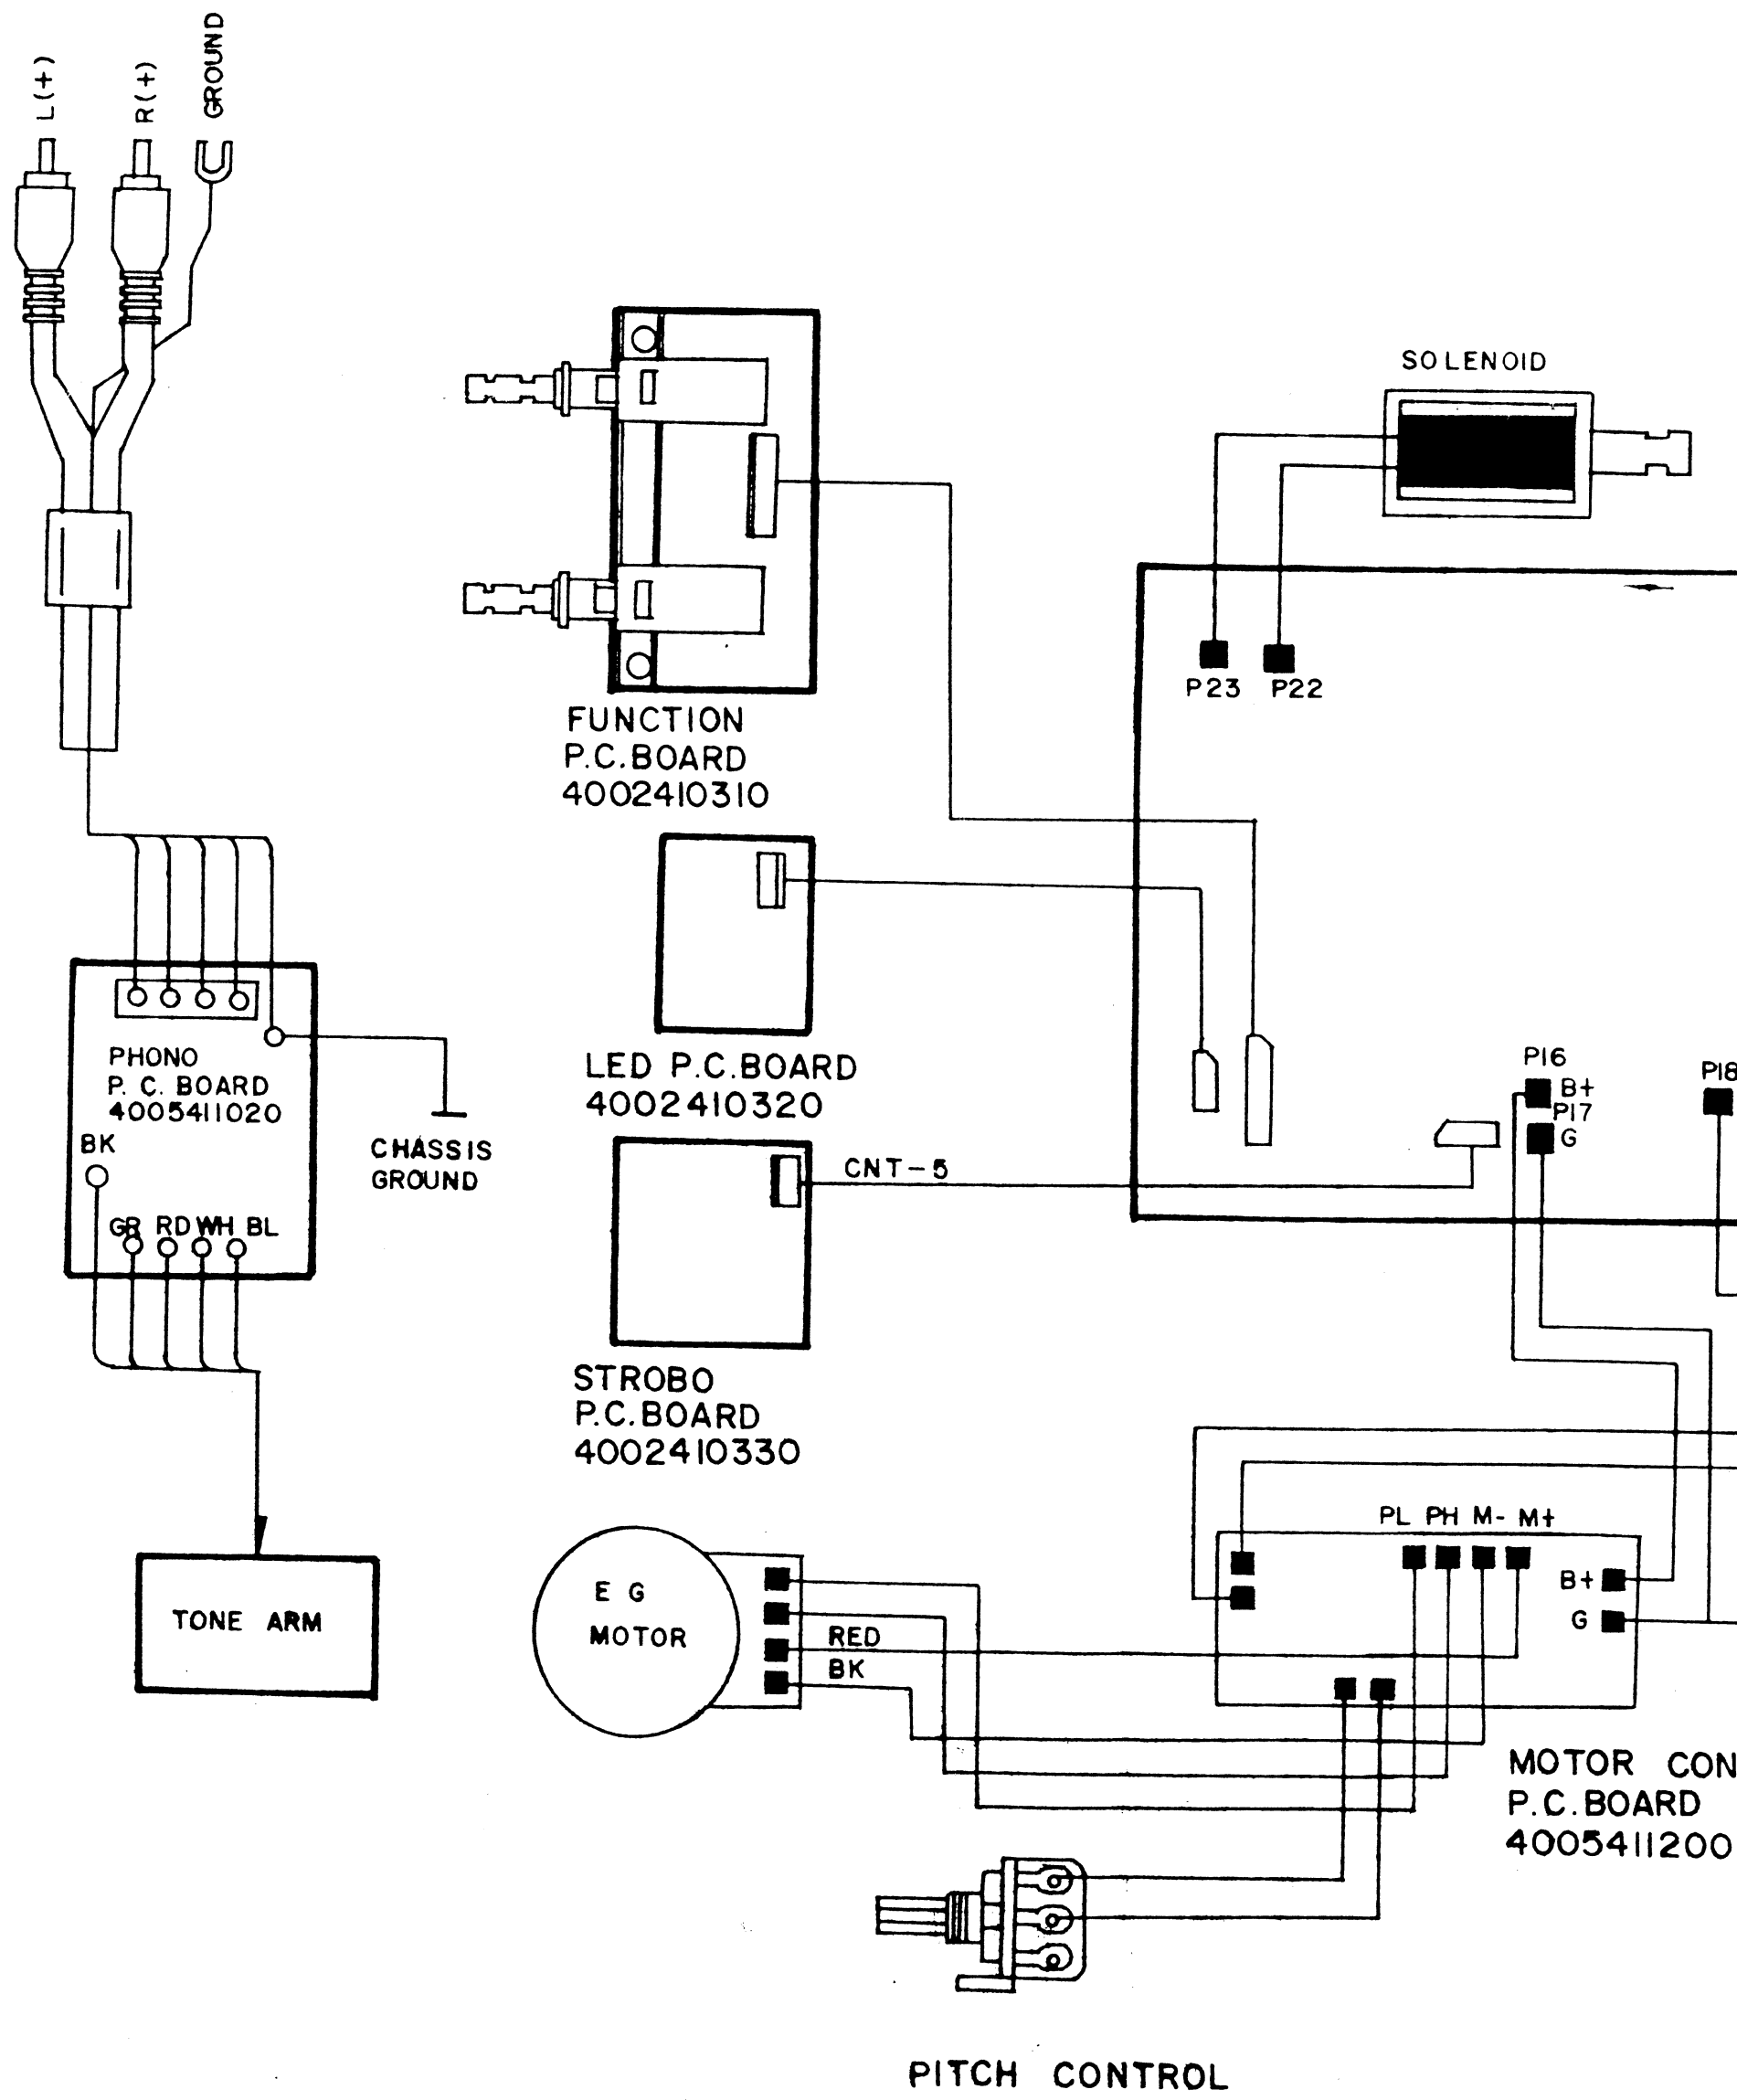 L(+)
R(+)
GROUND
SOLENOID
P23 P22
FUNCTION
P.C.BOARD
4002410310
LED P.C.BOARD
4002410320
PHONO
P. C. BOARD
4005411020
BK
GR RD WH BL
CHASSIS
GROUND
CNT-5
P16
B+
P17
G
P18
STROBO
P.C.BOARD
4002410330
TONE ARM
E G
MOTOR
RED
BK
PL PH M- M+
B+
G
MOTOR CON
P.C.BOARD
4005411200
PITCH CONTROL